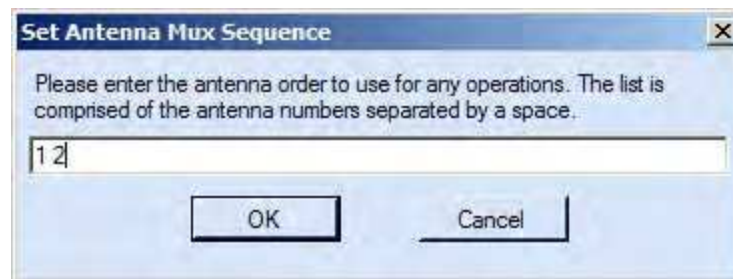 Set Antenna Mux Sequence
Please enter the antenna order to use for any operations. The list is
comprised of the antenna numbers separated by a space.
1 2
OK
Cancel